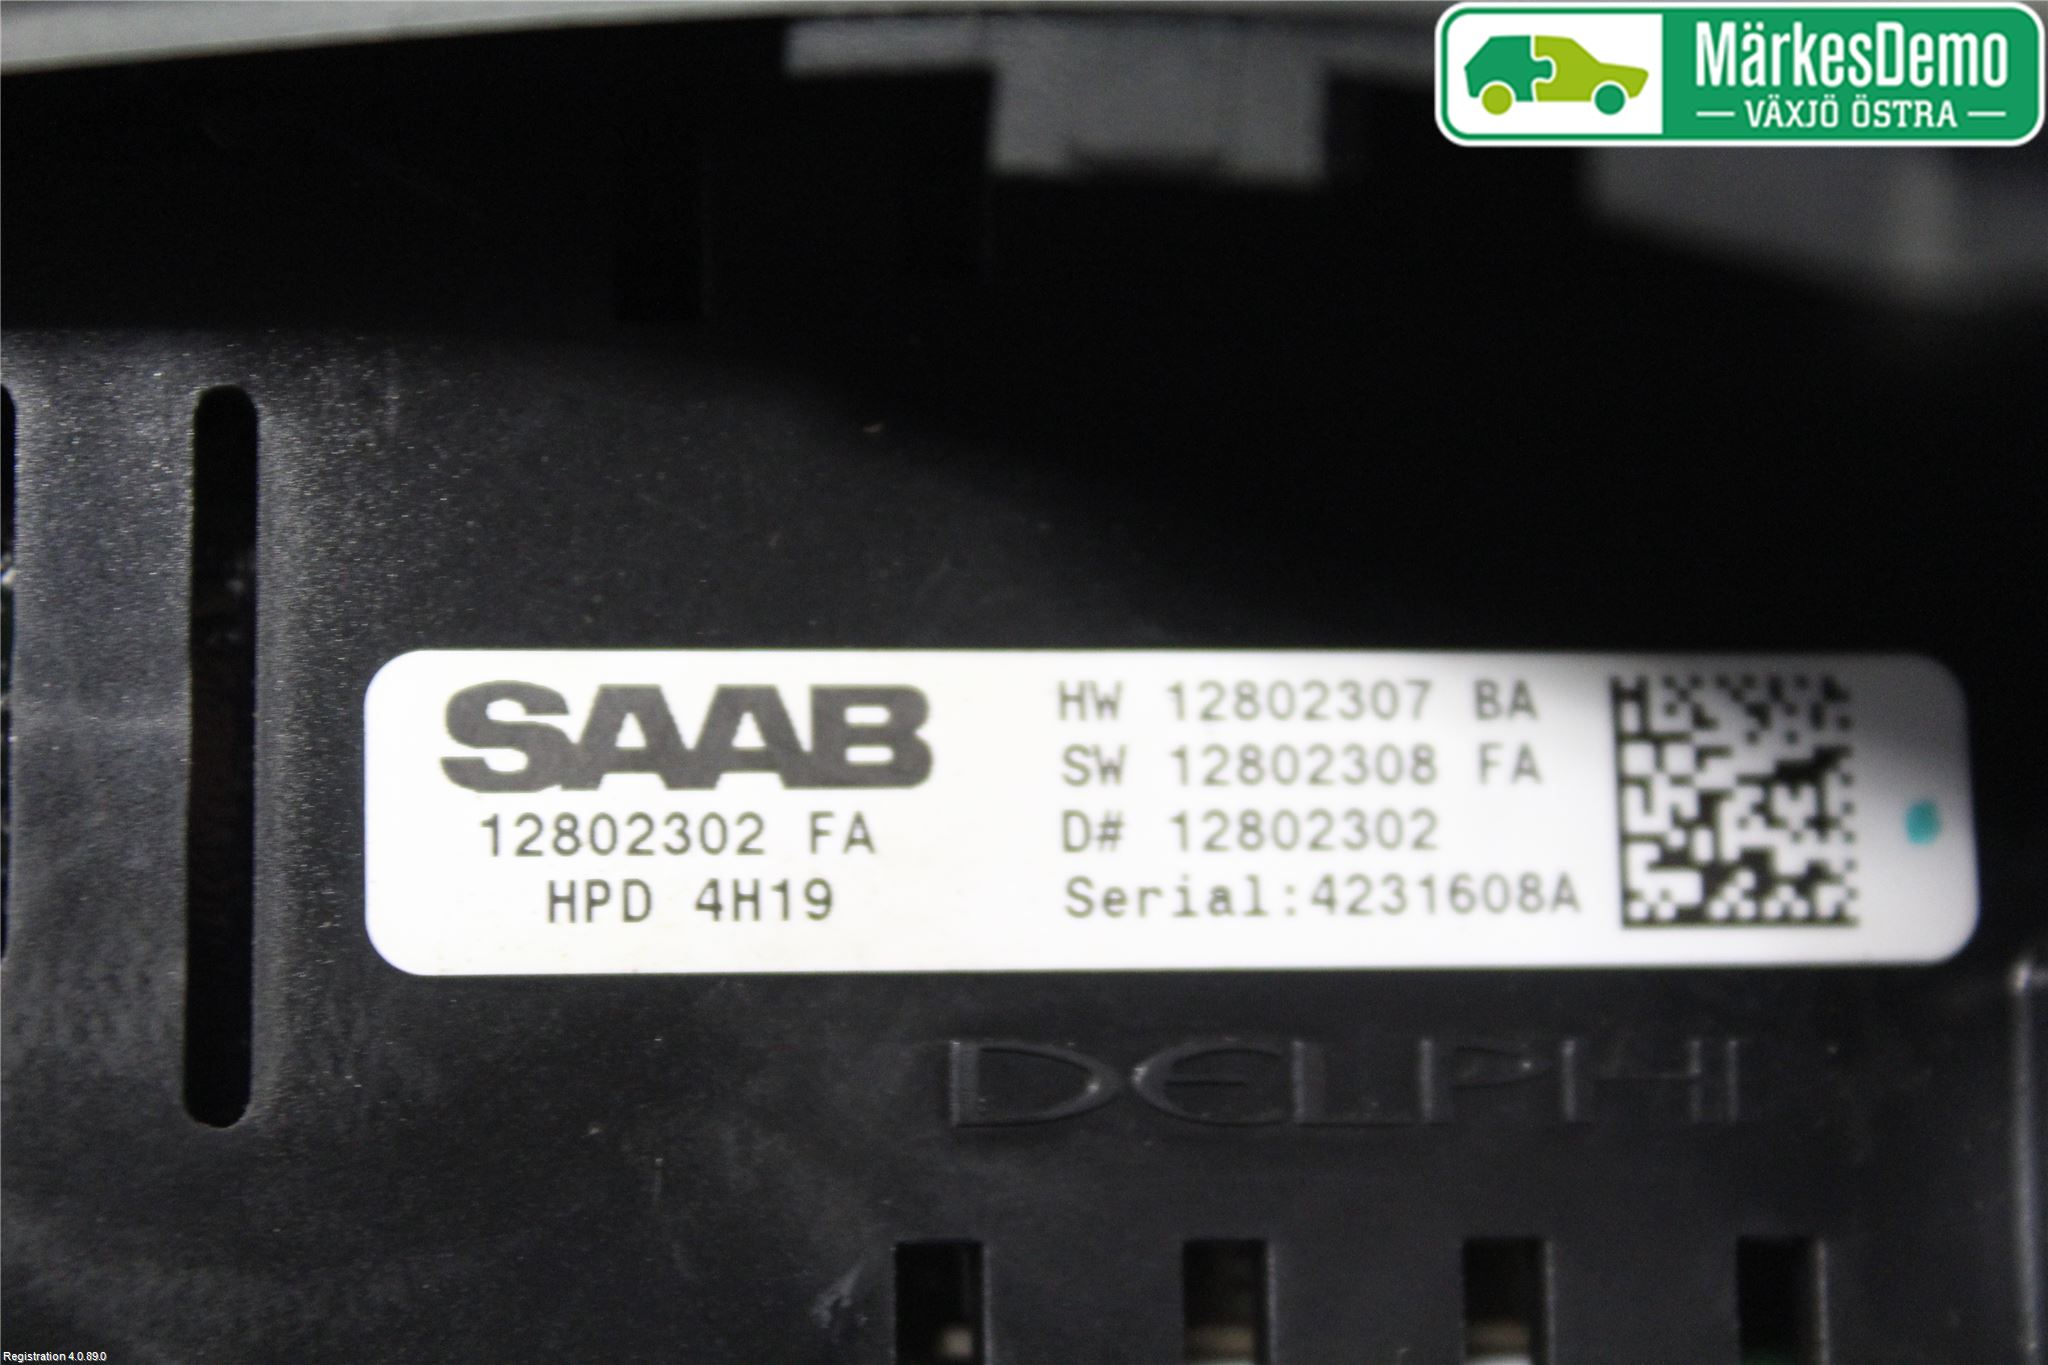 MärkesDemo
— VÄXJÖ ÖSTRA —
SAAB
12802302 FA
HPD 4H19
HW 12802307 BA
SW 12802308 FA
D# 12802302
Serial:4231608A
DELPHI
Registration 4.0.89.0